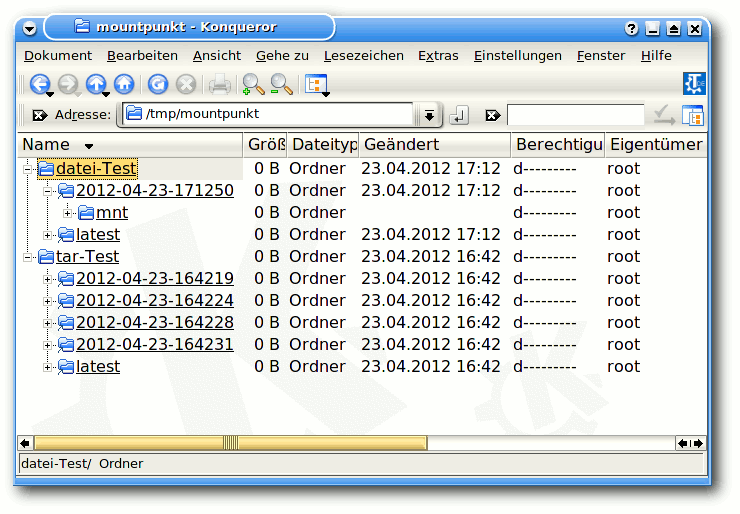 mountpunkt - Konqueror
Dokument Bearbeiten Ansicht Gehe zu Lesezeichen Extras Einstellungen Fenster Hilfe
Adresse: /tmp/mountpunkt
Name Größ Dateityp Geändert Berechtigu Eigentümer
datei-Test 0 B Ordner 23.04.2012 17:12 d--------- root
2012-04-23-171250 0 B Ordner 23.04.2012 17:12 d--------- root
mnt 0 B Ordner d--------- root
latest 0 B Ordner 23.04.2012 17:12 d--------- root
tar-Test 0 B Ordner 23.04.2012 16:42 d--------- root
2012-04-23-164219 0 B Ordner 23.04.2012 16:42 d--------- root
2012-04-23-164224 0 B Ordner 23.04.2012 16:42 d--------- root
2012-04-23-164228 0 B Ordner 23.04.2012 16:42 d--------- root
2012-04-23-164231 0 B Ordner 23.04.2012 16:42 d--------- root
latest 0 B Ordner 23.04.2012 16:42 d--------- root
datei-Test/ Ordner